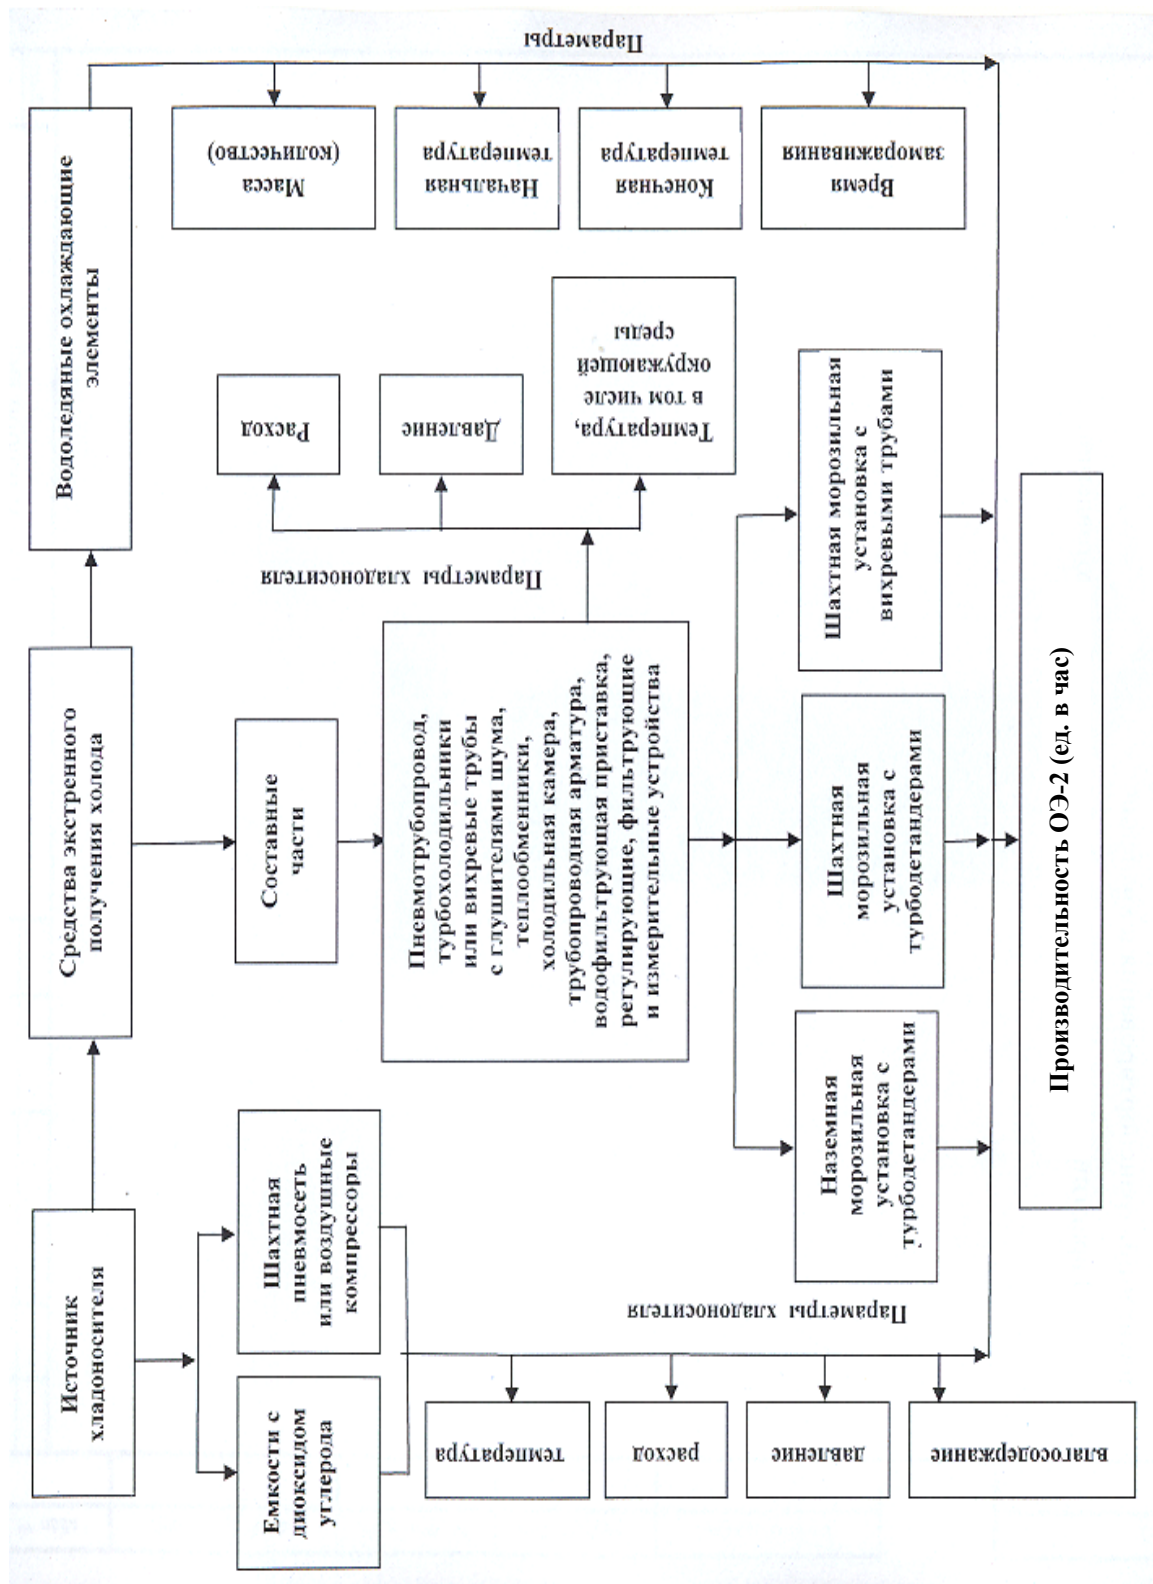 Источник
хладоносителя
Средства экстренного
получения холода
Водоледяные охлаждающие
элементы
Емкости с
диоксидом
углерода
Шахтная
пневмосеть
или воздушные
компрессоры
Составные
части
Пневмотрубопровод,
турбохолодильники
или вихревые трубы
с глушителями шума,
теплообменники,
холодильная камера,
трубопроводная арматура,
водофильтрующая приставка,
регулирующие, фильтрующие
и измерительные устройства
Параметры хладоносителя
Расход
Давление
Температура,
в том числе
окружающей
среды
Параметры
Масса
(количество)
Начальная
температура
Конечная
температура
Время
замораживания
Параметры хладоносителя
температура
расход
давление
влагосодержание
Наземная
морозильная
установка с
турбодетандерами
Шахтная
морозильная
установка с
турбодетандерами
Шахтная морозильная
установка с
вихревыми трубами
Производительность ОЭ-2 (ед. в час)